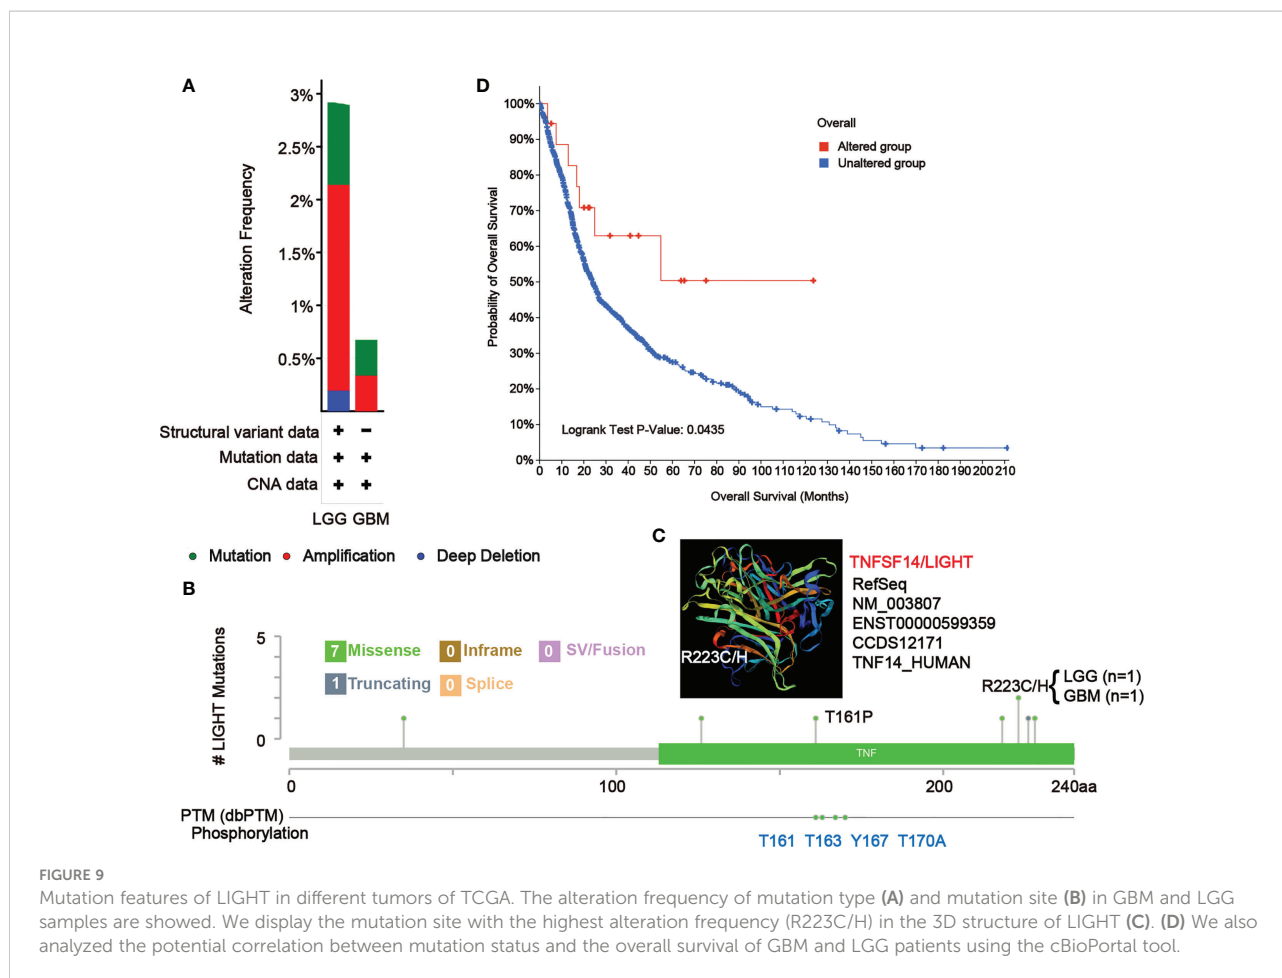 A
3%
2.5%
2%
1.5%
1%
0.5%
Alteration Frequency
Structural variant data + −
Mutation data + +
CNA data + +
LGG GBM
Mutation Amplification Deep Deletion
D
100%
90%
80%
70%
60%
50%
40%
30%
20%
10%
0%
Probability of Overall Survival
Overall
Altered group
Unaltered group
Logrank Test P-Value: 0.0435
0 10 20 30 40 50 60 70 80 90 100 110 120 130 140 150 160 170 180 190 200 210
Overall Survival (Months)
C
R223C/H
TNFSF14/LIGHT
RefSeq
NM_003807
ENST00000599359
CCDS12171
TNF14_HUMAN
B
# LIGHT Mutations
5
0
7 Missense 0 Inframe 0 SV/Fusion
1 Truncating 0 Splice
T161P
R223C/H { LGG (n=1)
GBM (n=1)
TNF
0 100 200 240aa
PTM (dbPTM)
Phosphorylation
T161 T163 Y167 T170A
FIGURE 9
Mutation features of LIGHT in different tumors of TCGA. The alteration frequency of mutation type (A) and mutation site (B) in GBM and LGG
samples are showed. We display the mutation site with the highest alteration frequency (R223C/H) in the 3D structure of LIGHT (C). (D) We also
analyzed the potential correlation between mutation status and the overall survival of GBM and LGG patients using the cBioPortal tool.